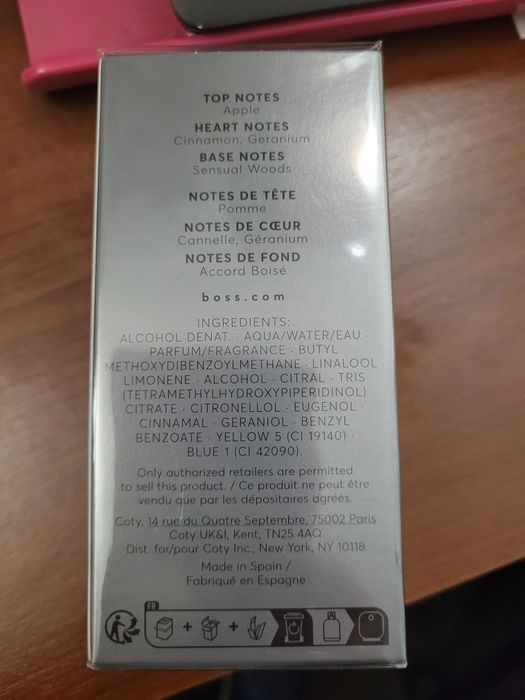 TOP NOTES
Apple
HEART NOTES
Cinnamon, Geranium
BASE NOTES
Sensual Woods
NOTES DE TÊTE
Pomme
NOTES DE CŒUR
Cannelle, Géranium
NOTES DE FOND
Accord Boisé
boss.com
INGREDIENTS:
ALCOHOL DENAT. · AQUA/WATER/EAU ·
PARFUM/FRAGRANCE · BUTYL
METHOXYDIBENZOYLMETHANE · LINALOOL ·
LIMONENE · ALCOHOL · CITRAL · TRIS
(TETRAMETHYLHYDROXYPIPERIDINOL)
CITRATE · CITRONELLOL · EUGENOL ·
CINNAMAL · GERANIOL · BENZYL
BENZOATE · YELLOW 5 (CI 19140) ·
BLUE 1 (CI 42090).
Only authorized retailers are permitted
to sell this product. / Ce produit ne peut être
vendu que par les dépositaires agréés.
Coty, 14 rue du Quatre Septembre, 75002 Paris
Coty UK&I, Kent, TN25 4AQ
Dist. for/pour Coty Inc., New York, NY 10118
Made in Spain /
Fabriqué en Espagne
FR